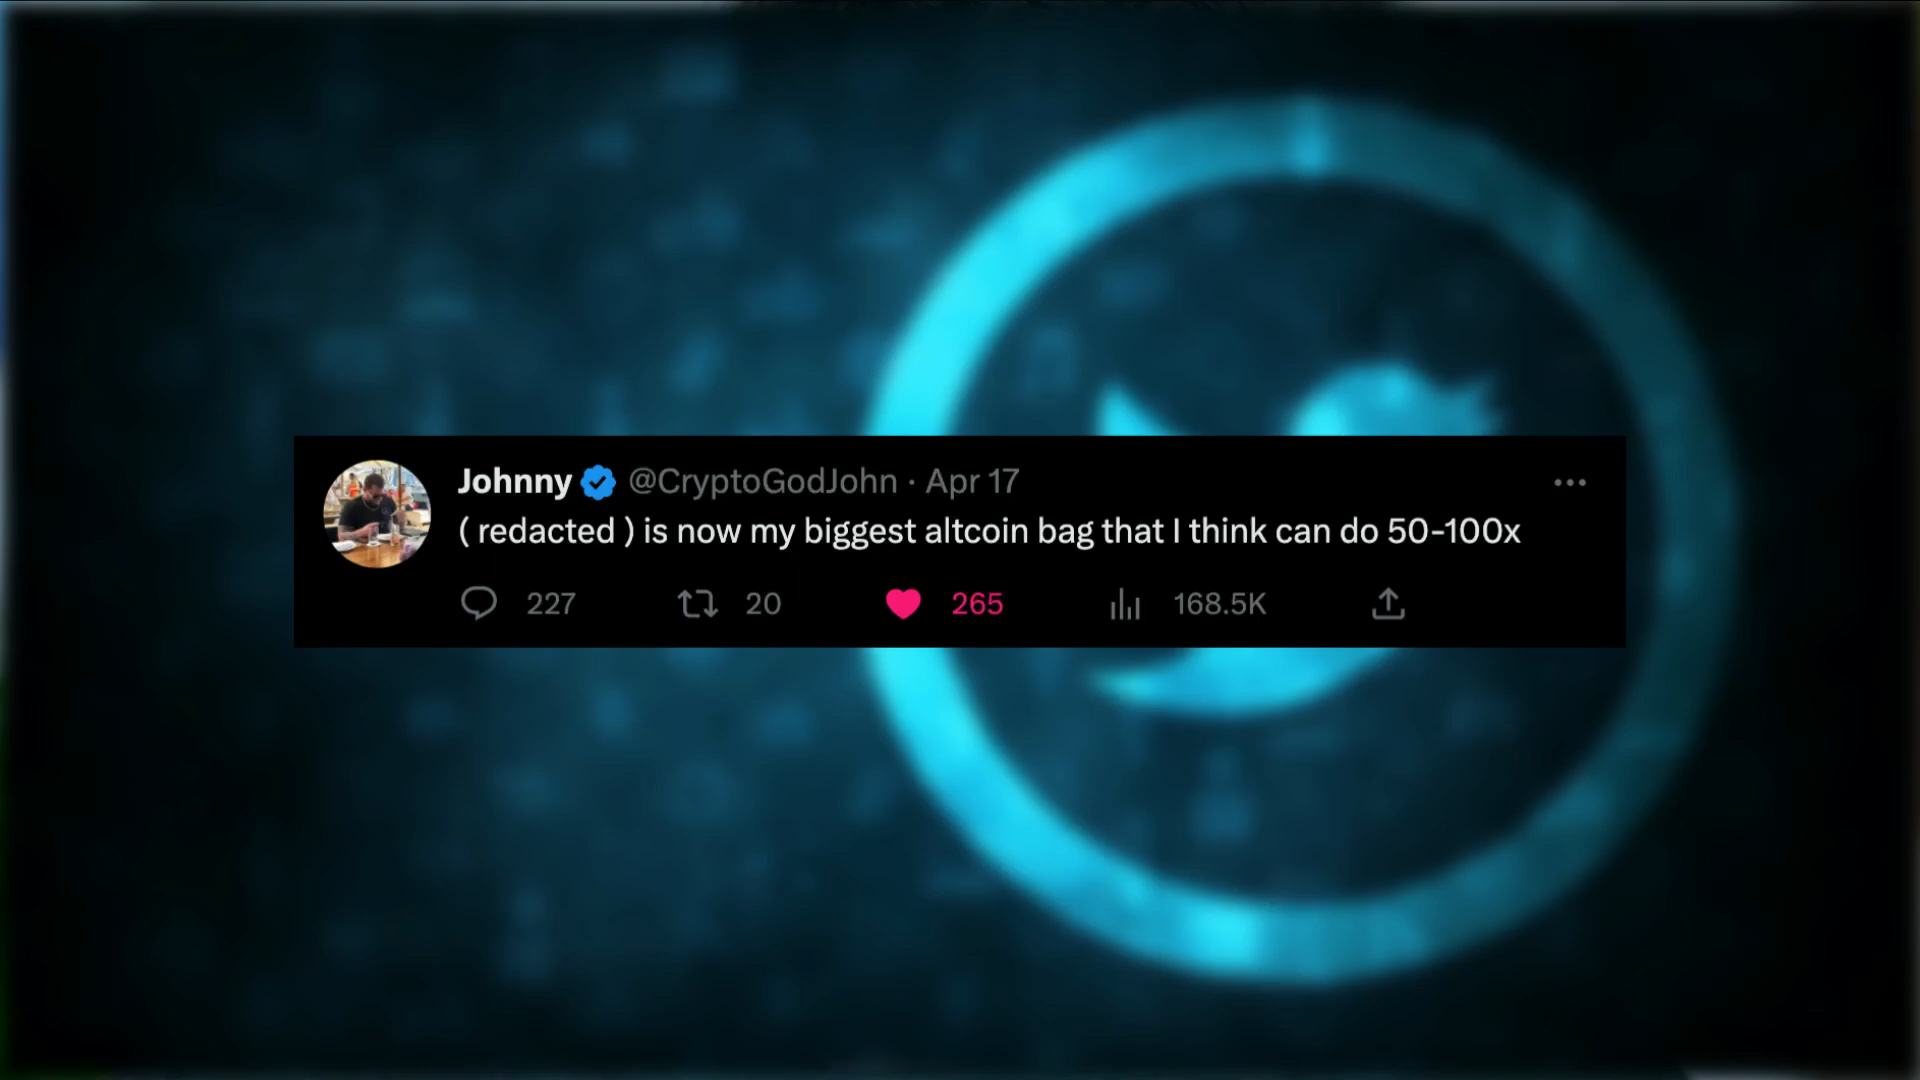 Johnny @CryptoGodJohn · Apr 17
( redacted ) is now my biggest altcoin bag that I think can do 50-100x
227 20 265 168.5K